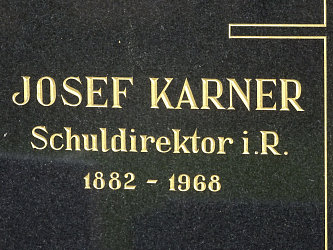 JOSEF KARNER
Schuldirektor i.R.
1882 - 1968